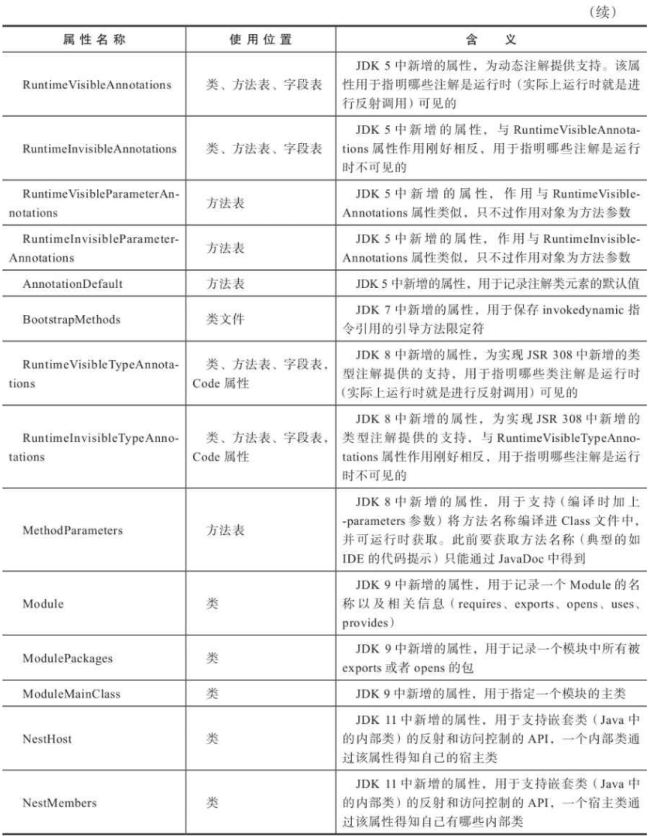 （续）
属性名称 使用位置 含 义
RuntimeVisibleAnnotations 类、方法表、字段表 JDK 5 中新增的属性，为动态注解提供支持。该属
性用于指明哪些注解是运行时（实际上运行时就是进
行反射调用）可见的
RuntimeInvisibleAnnotations 类、方法表、字段表 JDK 5 中新增的属性，与 RuntimeVisibleAnnota-
tions 属性作用刚好相反，用于指明哪些注解是运行
时不可见的
RuntimeVisibleParameterAn-
notations 方法表 JDK 5 中新增的属性，作用与 RuntimeVisible-
Annotations 属性类似，只不过作用对象为方法参数
RuntimeInvisibleParameter-
Annotations 方法表 JDK 5 中新增的属性，作用与 RuntimeInvisible-
Annotations 属性类似，只不过作用对象为方法参数
AnnotationDefault 方法表 JDK 5 中新增的属性，用于记录注解类元素的默认值
BootstrapMethods 类文件 JDK 7 中新增的属性，用于保存 invokedynamic 指
令引用的引导方法限定符
RuntimeVisibleTypeAnnota-
tions 类、方法表、字段表，
Code 属性 JDK 8 中新增的属性，为实现 JSR 308 中新增的类
型注解提供的支持，用于指明哪些类注解是运行时
（实际上运行时就是进行反射调用）可见的
RuntimeInvisibleTypeAnno-
tations 类、方法表、字段表，
Code 属性 JDK 8 中新增的属性，为实现 JSR 308 中新增的
类型注解提供的支持，与 RuntimeVisibleTypeAnno-
tations 属性作用刚好相反，用于指明哪些注解是运行
时不可见的
MethodParameters 方法表 JDK 8 中新增的属性，用于支持（编译时加上
-parameters 参数）将方法名称编译进 Class 文件中，
并可运行时获取。此前要获取方法名称（典型的如
IDE 的代码提示）只能通过 JavaDoc 中得到
Module 类 JDK 9 中新增的属性，用于记录一个 Module 的名
称以及相关信息（requires、exports、opens、uses、
provides）
ModulePackages 类 JDK 9 中新增的属性，用于记录一个模块中所有被
exports 或者 opens 的包
ModuleMainClass 类 JDK 9 中新增的属性，用于指定一个模块的主类
NestHost 类 JDK 11 中新增的属性，用于支持嵌套类（Java 中
的内部类）的反射和访问控制的 API，一个内部类通
过该属性得知自己的宿主类
NestMembers 类 JDK 11 中新增的属性，用于支持嵌套类（Java 中
的内部类）的反射和访问控制的 API，一个宿主类通
过该属性得知自己有哪些内部类